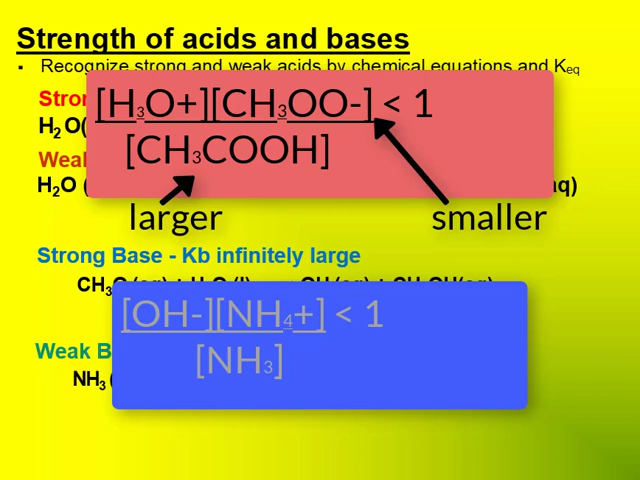 Strength of acids and bases
▪ Recognize strong and weak acids by chemical equations and Keq
Stron
[H3O+][CH3OO-] < 1
H2 O(
[CH3COOH]
Weak
H2O ( aq)
larger smaller
Strong Base - Kb infinitely large
[OH-][NH4+] < 1
Weak B
[NH3]
NH3 (